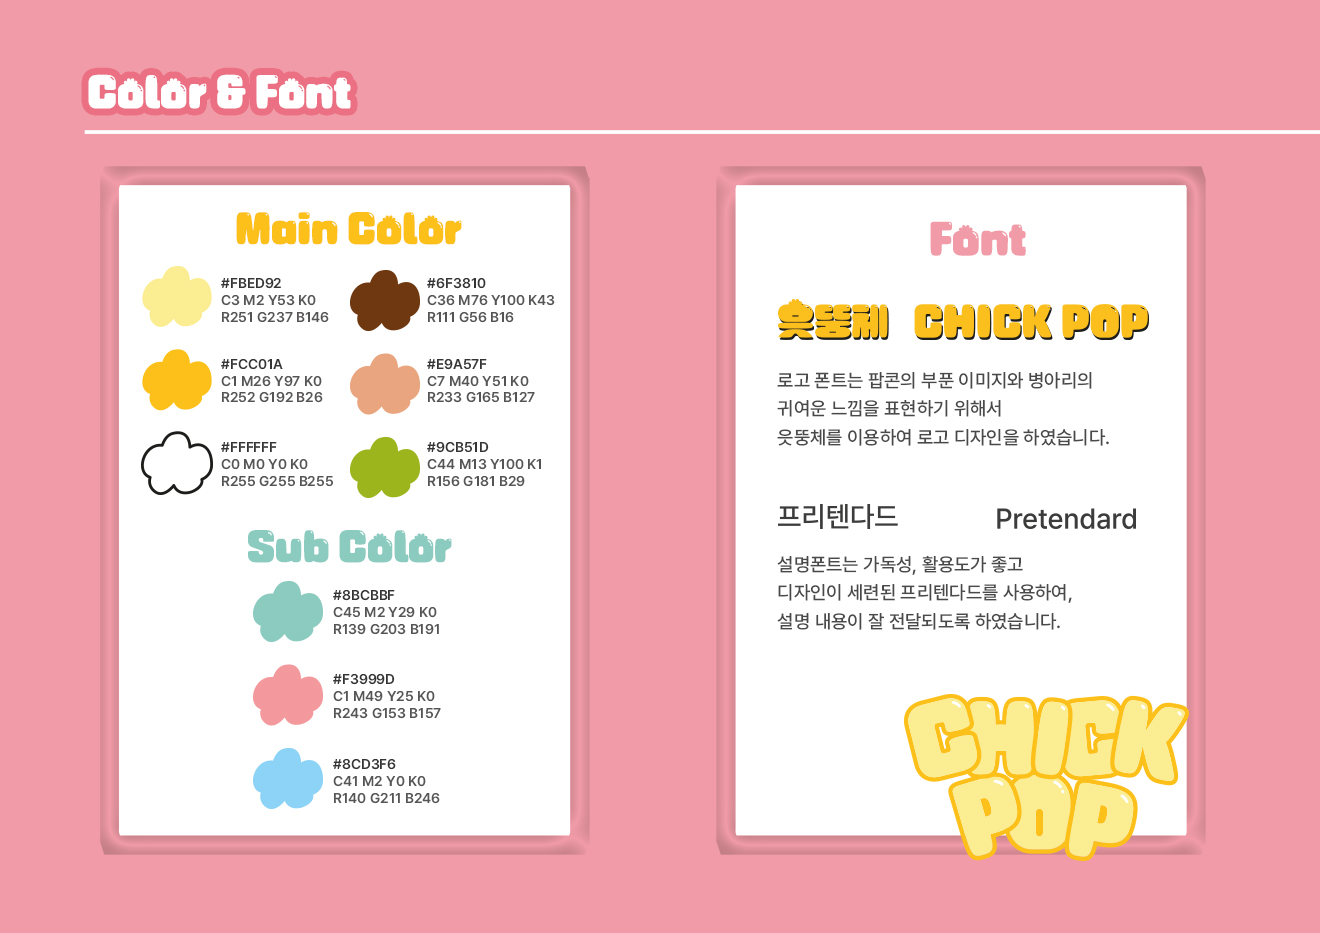 Color & Font
Main Color
#FBED92
C3 M2 Y53 K0
R251 G237 B146
#6F3810
C36 M76 Y100 K43
R111 G56 B16
#FCC01A
C1 M26 Y97 K0
R252 G192 B26
#E9A57F
C7 M40 Y51 K0
R233 G165 B127
#FFFFFF
C0 M0 Y0 K0
R255 G255 B255
#9CB51D
C44 M13 Y100 K1
R156 G181 B29
Sub Color
#8BCBBF
C45 M2 Y29 K0
R139 G203 B191
#F3999D
C1 M49 Y25 K0
R243 G153 B157
#8CD3F6
C41 M2 Y0 K0
R140 G211 B246
Font
웃뚱체 CHICK POP
로고 폰트는 팝콘의 부푼 이미지와 병아리의
귀여운 느낌을 표현하기 위해서
웃뚱체를 이용하여 로고 디자인을 하였습니다.
프리텐다드 Pretendard
설명폰트는 가독성, 활용도가 좋고
디자인이 세련된 프리텐다드를 사용하여,
설명 내용이 잘 전달되도록 하였습니다.
CHICK
POP